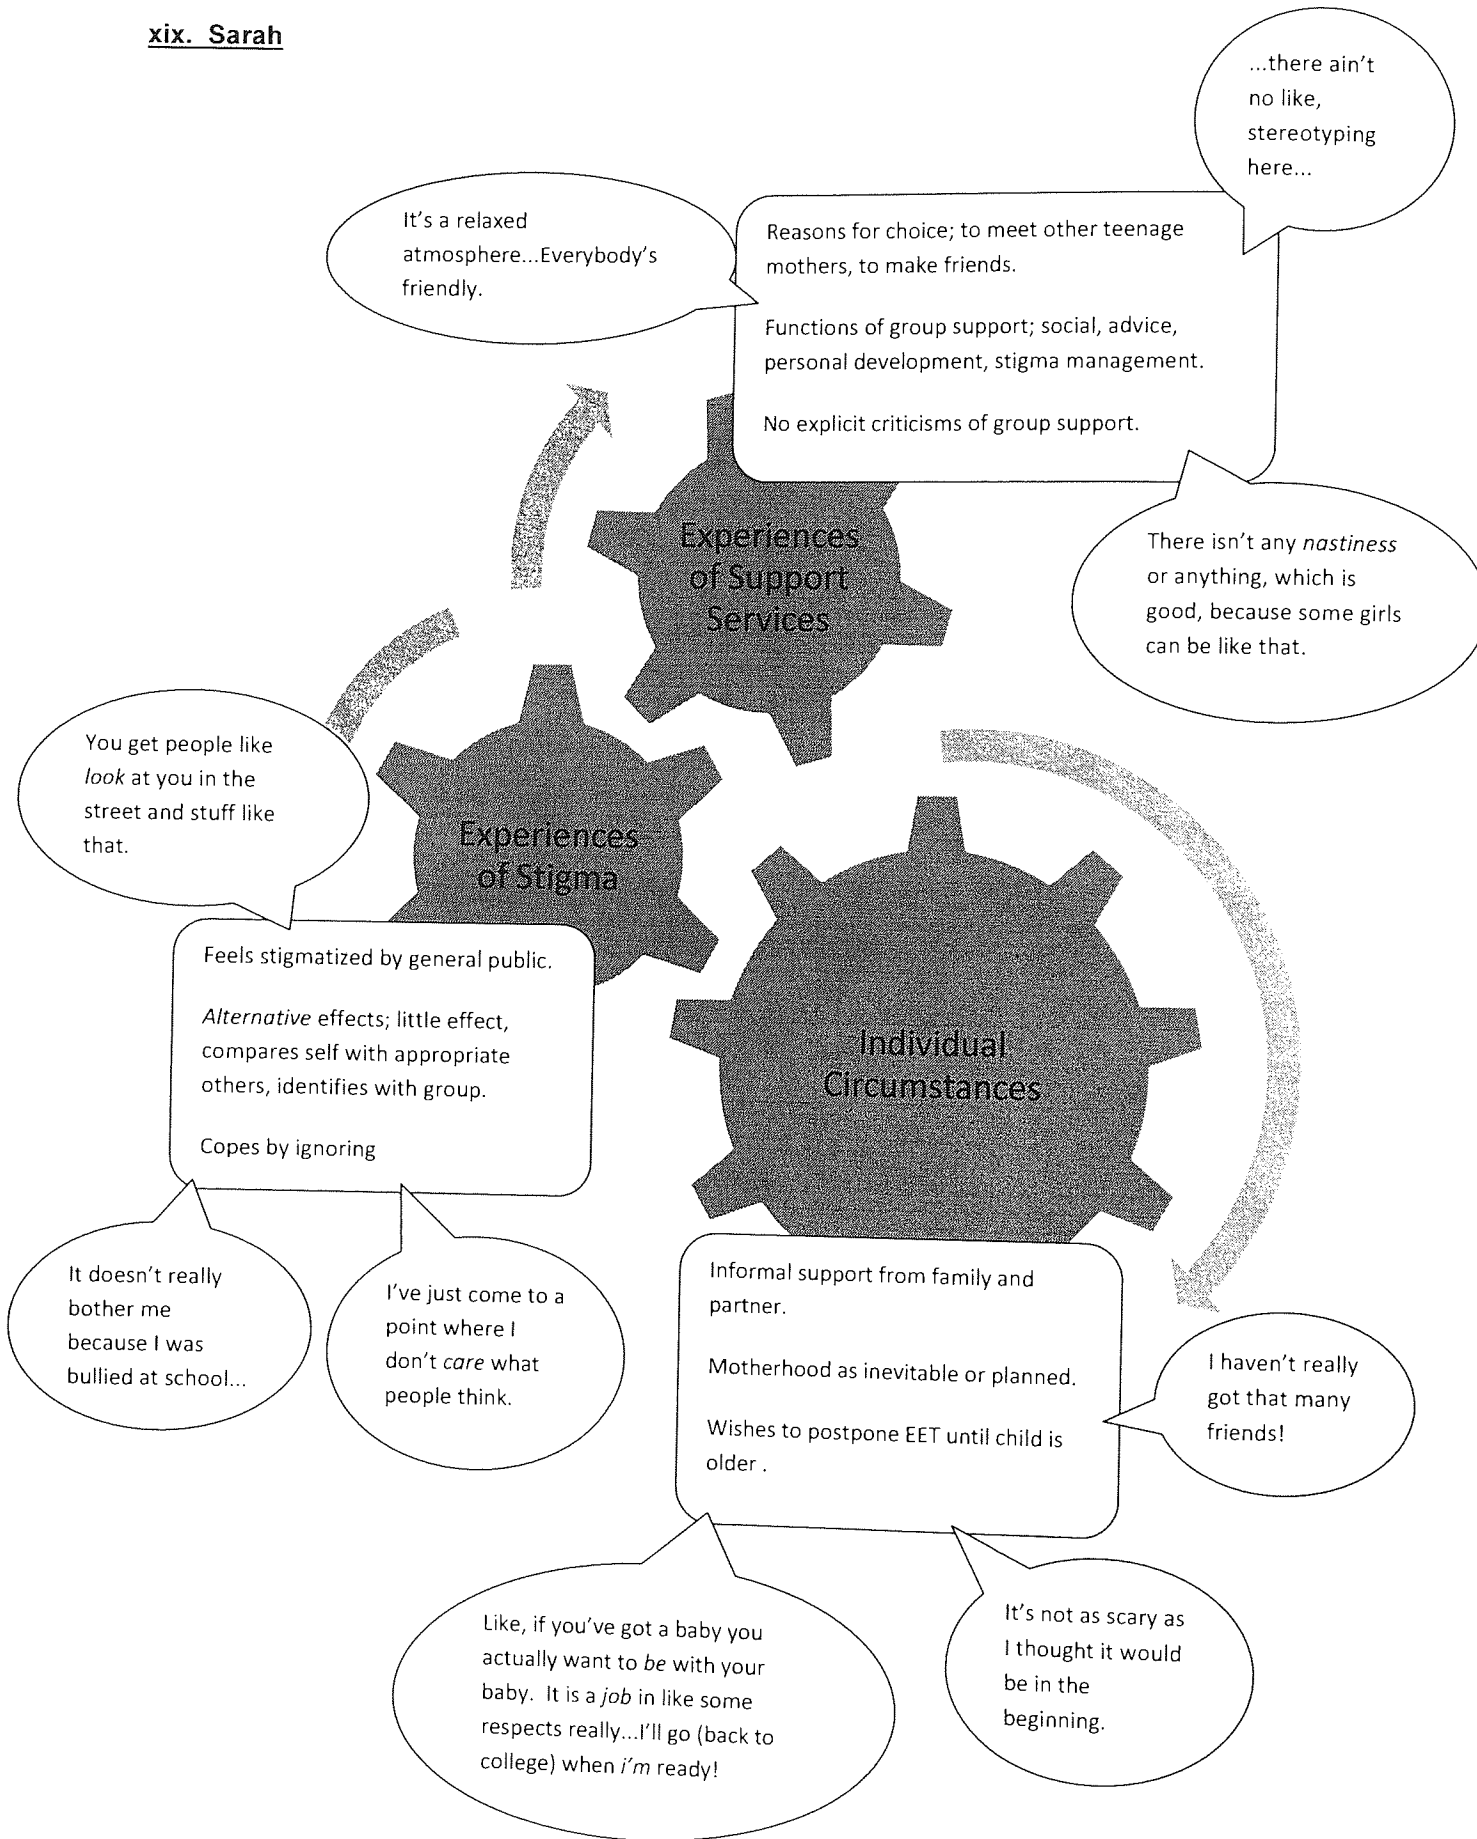 xix. Sarah
...there ain't
no like,
stereotyping
here...
It's a relaxed
atmosphere...Everybody's
friendly.
Reasons for choice; to meet other teenage
mothers, to make friends.
Functions of group support; social, advice,
personal development, stigma management.
No explicit criticisms of group support.
Experiences
of Support
Services
There isn't any nastiness
or anything, which is
good, because some girls
can be like that.
You get people like
look at you in the
street and stuff like
that.
Experiences
of Stigma
Feels stigmatized by general public.
Alternative effects; little effect,
compares self with appropriate
others, identifies with group.
Copes by ignoring
It doesn't really
bother me
because I was
bullied at school...
I've just come to a
point where I
don't care what
people think.
Individual
Circumstances
Informal support from family and
partner.
Motherhood as inevitable or planned.
Wishes to postpone EET until child is
older .
I haven't really
got that many
friends!
Like, if you've got a baby you
actually want to be with your
baby.  It is a job in like some
respects really...I'll go (back to
college) when i'm ready!
It's not as scary as
I thought it would
be in the
beginning.